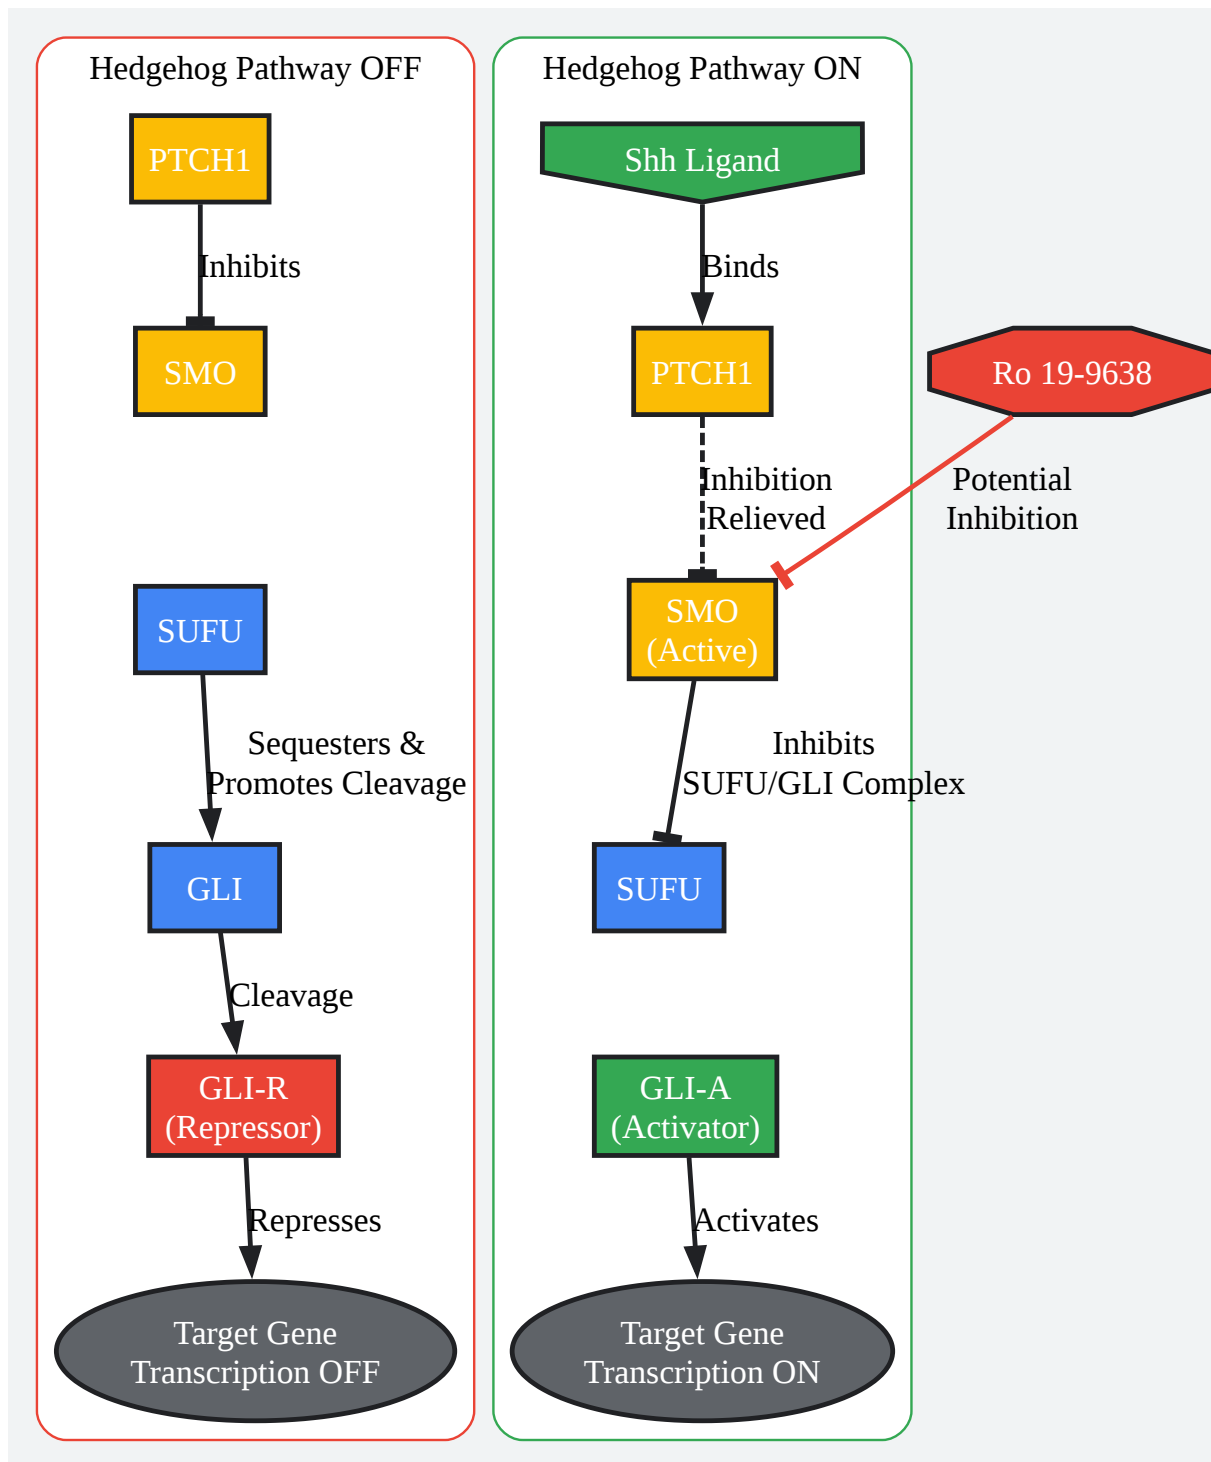 Hedgehog Pathway OFF
PTCH1
Inhibits
SMO
SUFU
Sequesters &
Promotes Cleavage
GLI
Cleavage
GLI-R
(Repressor)
Represses
Target Gene
Transcription OFF
Hedgehog Pathway ON
Shh Ligand
Binds
PTCH1
Inhibition
Relieved
Ro 19-9638
Potential
Inhibition
SMO
(Active)
Inhibits
SUFU/GLI Complex
SUFU
GLI-A
(Activator)
Activates
Target Gene
Transcription ON